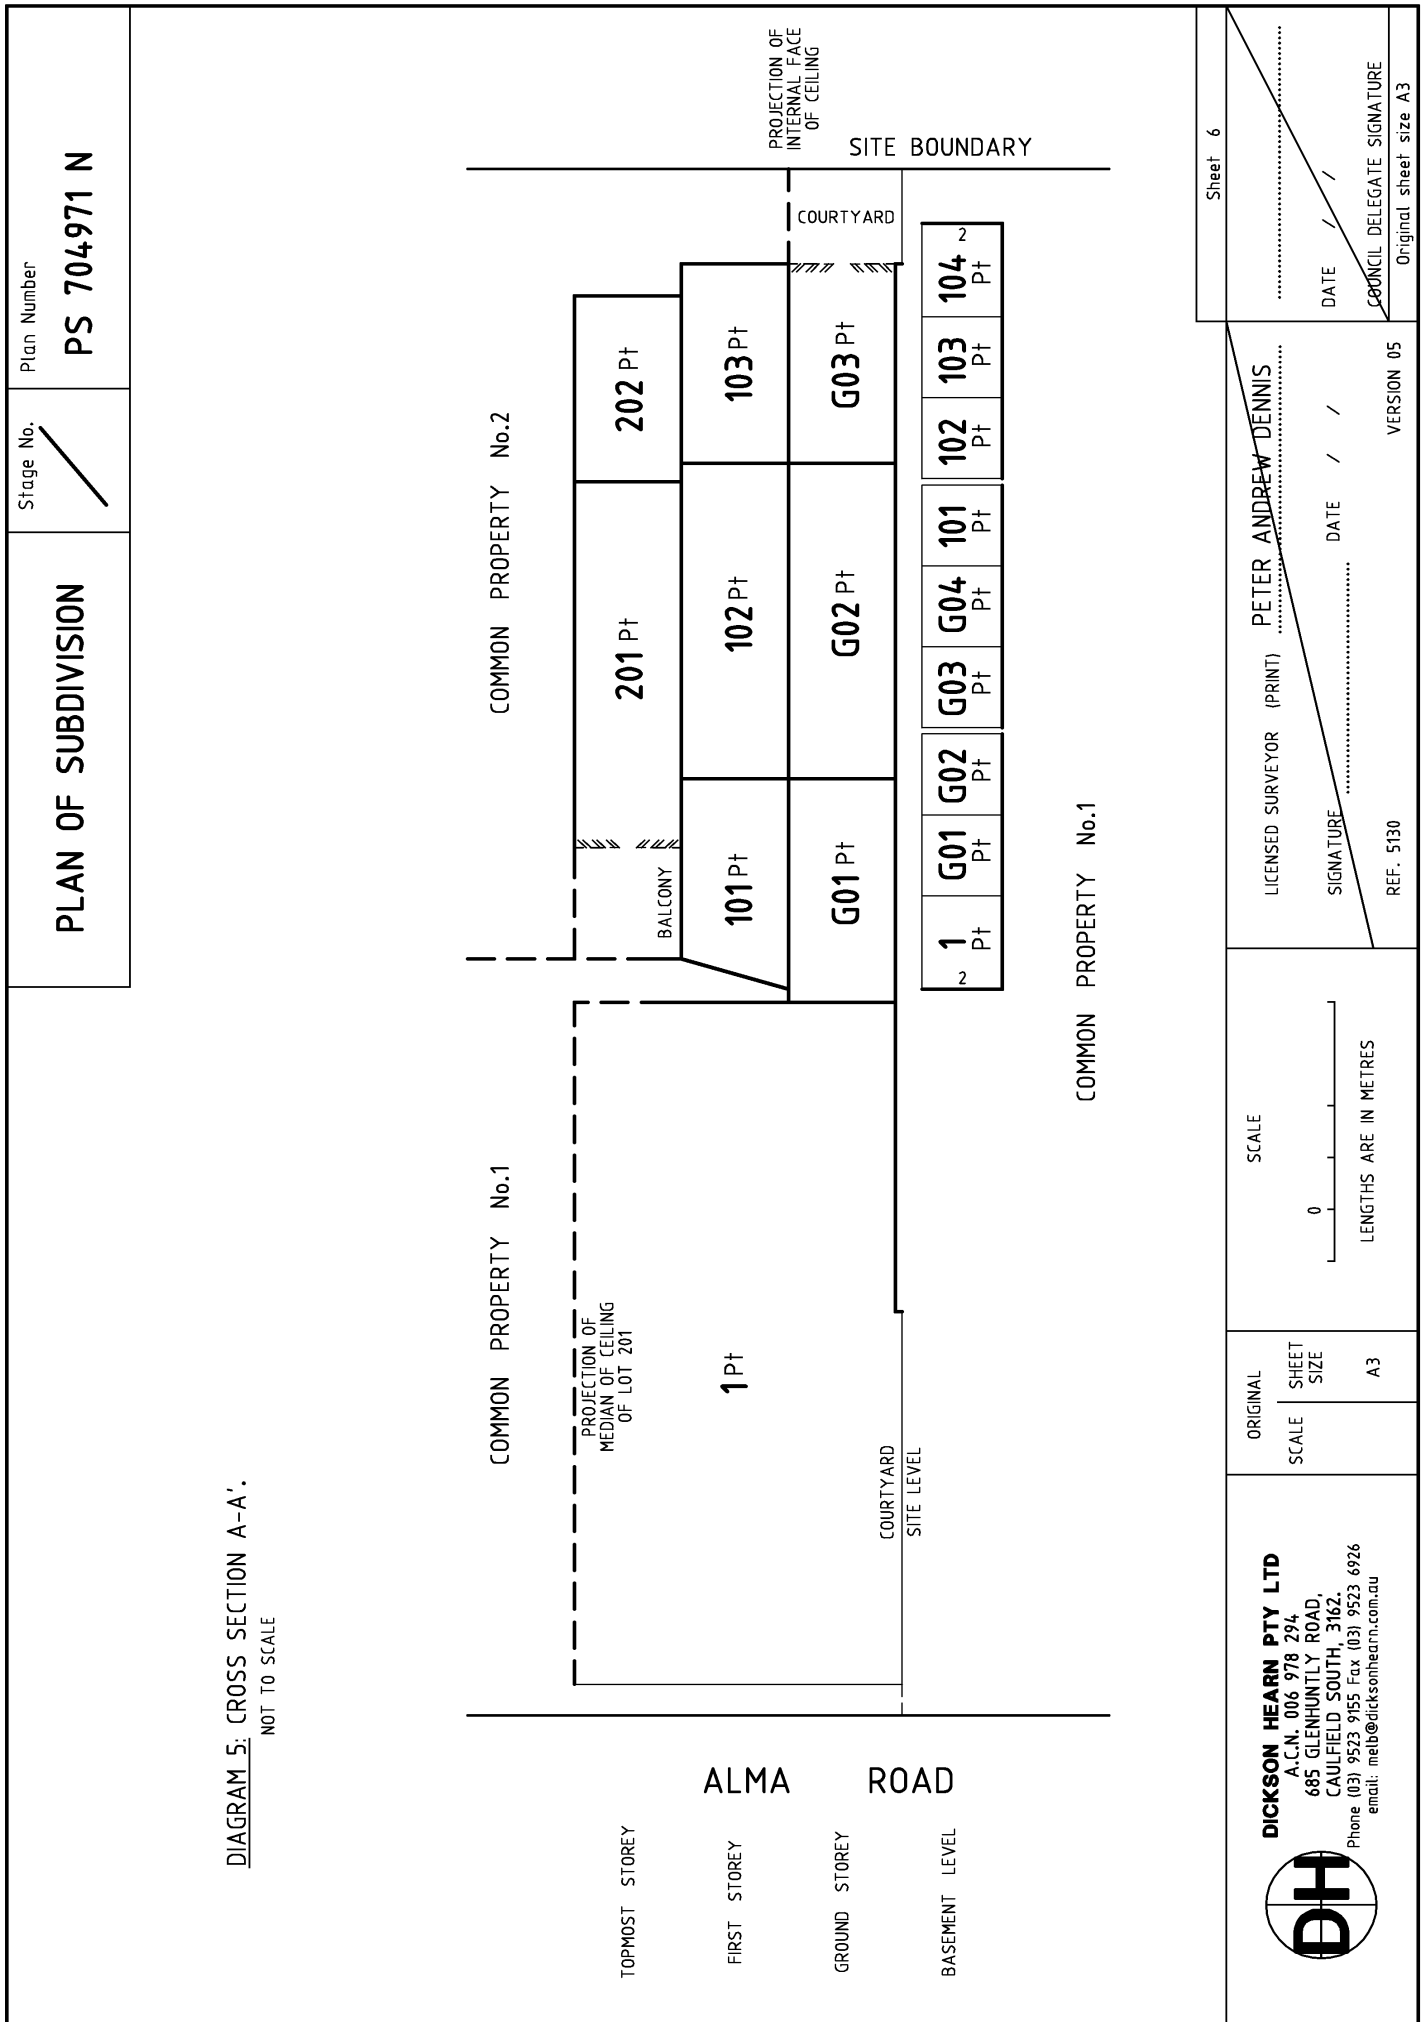 PLAN OF SUBDIVISION
Stage No.
Plan Number
PS 704971 N
DIAGRAM 5: CROSS SECTION A-A'.
NOT TO SCALE
COMMON PROPERTY No.1
COMMON PROPERTY No.2
TOPMOST STOREY
PROJECTION OF
MEDIAN OF CEILING
OF LOT 201
BALCONY
201 Pt
202 Pt
FIRST STOREY
ALMA ROAD
1 Pt
101 Pt
102 Pt
103 Pt
PROJECTION OF
INTERNAL FACE
OF CEILING
GROUND STOREY
G01 Pt
G02 Pt
G03 Pt
COURTYARD
SITE BOUNDARY
COURTYARD
SITE LEVEL
BASEMENT LEVEL
2
1
Pt
G01
Pt
G02
Pt
G03
Pt
G04
Pt
101
Pt
102
Pt
103
Pt
104
Pt
2
COMMON PROPERTY No.1
Sheet 6
DH
DICKSON HEARN PTY LTD
A.C.N. 006 978 294
685 GLENHUNTLY ROAD,
CAULFIELD SOUTH, 3162.
Phone (03) 9523 9155 Fax (03) 9523 6926
email: melb@dicksonhearn.com.au
ORIGINAL
SCALE
SHEET
SIZE
A3
SCALE
0
LENGTHS ARE IN METRES
LICENSED SURVEYOR (PRINT) PETER ANDREW DENNIS
SIGNATURE DATE / /
REF. 5130 VERSION 05
DATE / /
COUNCIL DELEGATE SIGNATURE
Original sheet size A3